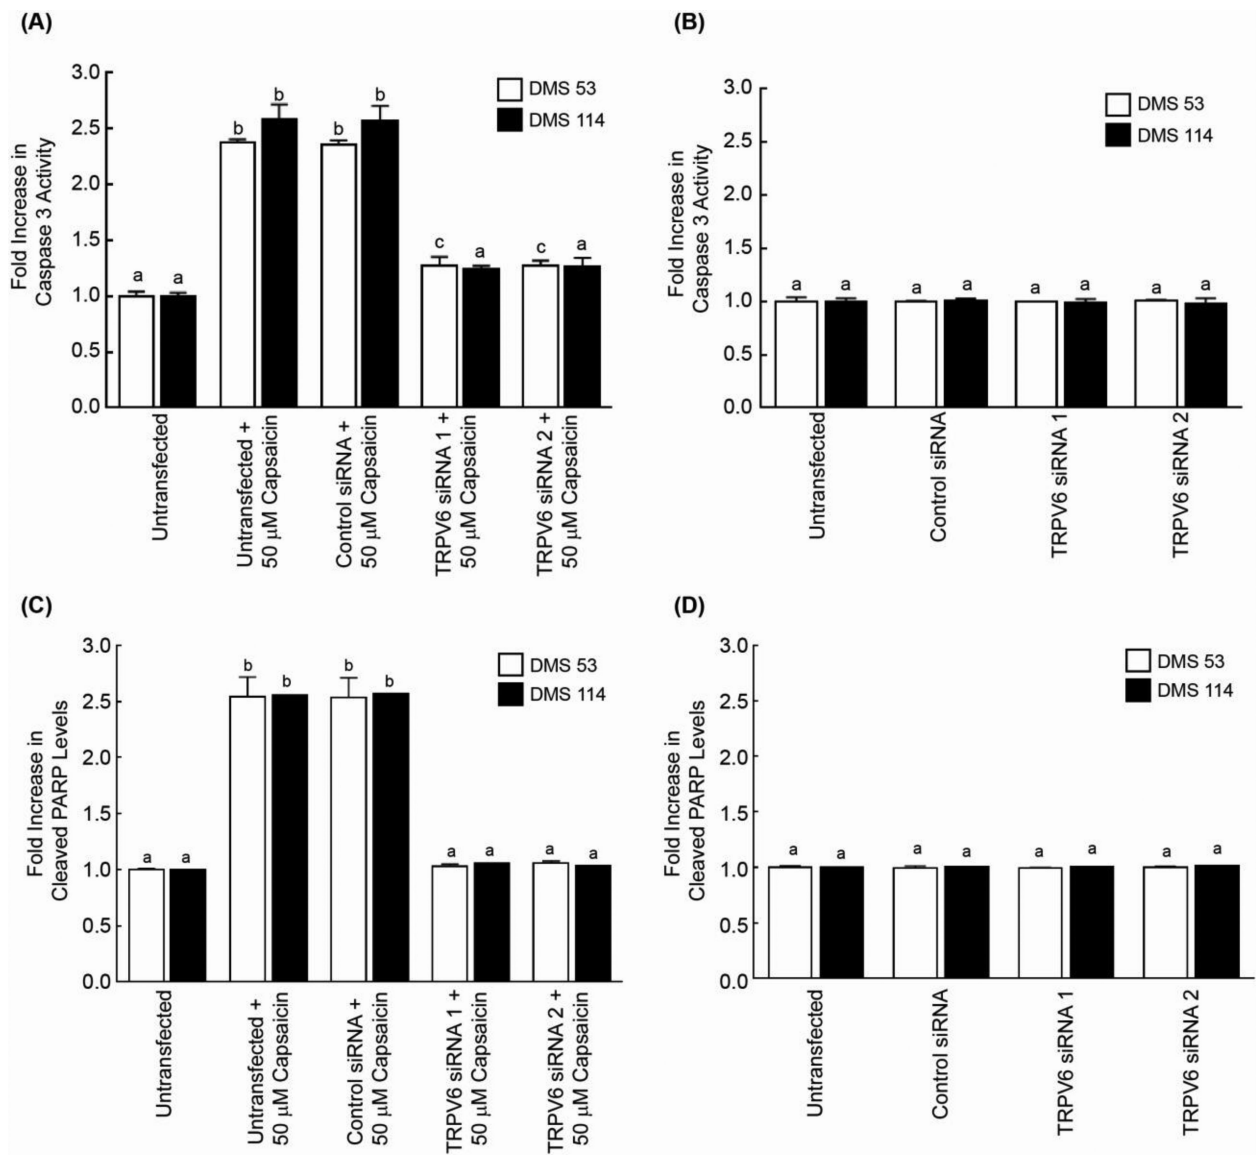 (A)
Fold Increase in
Caspase 3 Activity
3.0
2.5
2.0
1.5
1.0
0.5
0.0
DMS 53
DMS 114
a a b b b b c a c a
Untransfected
Untransfected +
50 μM Capsaicin
Control siRNA +
50 μM Capsaicin
TRPV6 siRNA 1 +
50 μM Capsaicin
TRPV6 siRNA 2 +
50 μM Capsaicin
(B)
Fold Increase in
Caspase 3 Activity
3.0
2.5
2.0
1.5
1.0
0.5
0.0
DMS 53
DMS 114
a a a a a a a a
Untransfected
Control siRNA
TRPV6 siRNA 1
TRPV6 siRNA 2
(C)
Fold Increase in
Cleaved PARP Levels
3.0
2.5
2.0
1.5
1.0
0.5
0.0
DMS 53
DMS 114
a a b b b b a a a a
Untransfected
Untransfected +
50 μM Capsaicin
Control siRNA +
50 μM Capsaicin
TRPV6 siRNA 1 +
50 μM Capsaicin
TRPV6 siRNA 2 +
50 μM Capsaicin
(D)
Fold Increase in
Cleaved PARP Levels
3.0
2.5
2.0
1.5
1.0
0.5
0.0
DMS 53
DMS 114
a a a a a a a a
Untransfected
Control siRNA
TRPV6 siRNA 1
TRPV6 siRNA 2